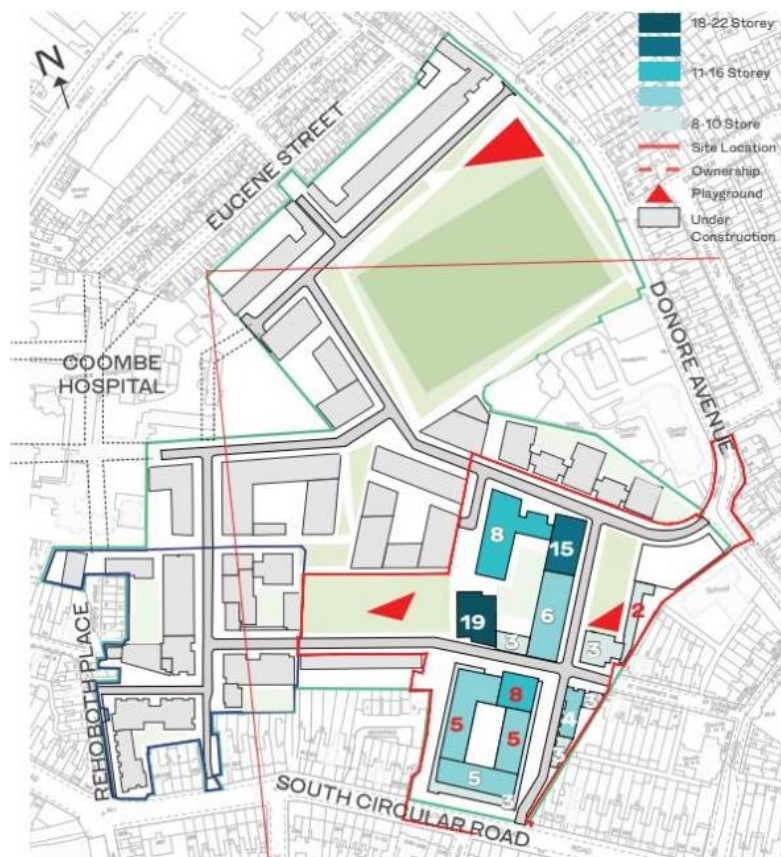 N
18-22 Storey
11-16 Storey
8-10 Store
Site Location
Ownership
Playground
Under
Construction
EUGENE STREET
DONORE AVENUE
COOMBE
HOSPITAL
REHOBOTH PLACE
SOUTH CIRCULAR ROAD
8
15
6
19
3
2
3
8
5
5
5
3
3
4
3